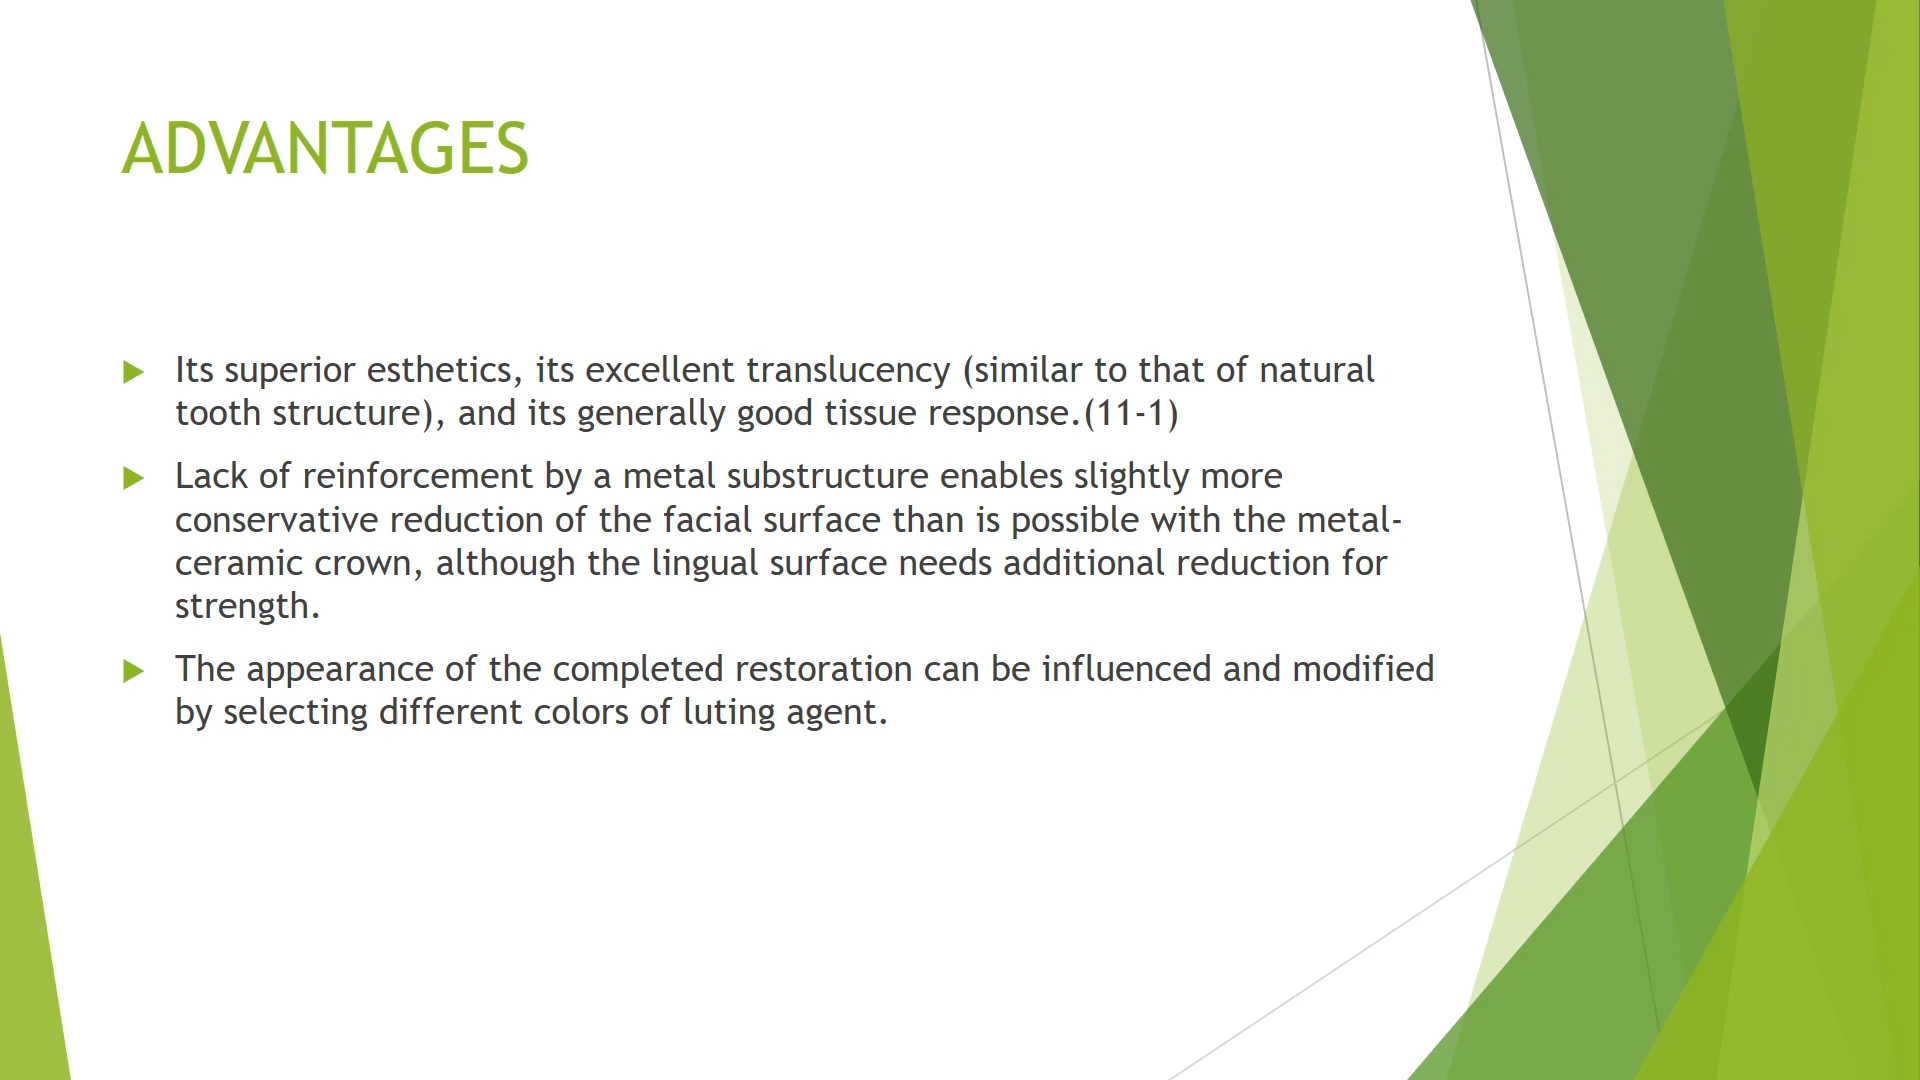 ADVANTAGES
Its superior esthetics, its excellent translucency (similar to that of natural
tooth structure), and its generally good tissue response.(11-1)
Lack of reinforcement by a metal substructure enables slightly more
conservative reduction of the facial surface than is possible with the metal-
ceramic crown, although the lingual surface needs additional reduction for
strength.
The appearance of the completed restoration can be influenced and modified
by selecting different colors of luting agent.